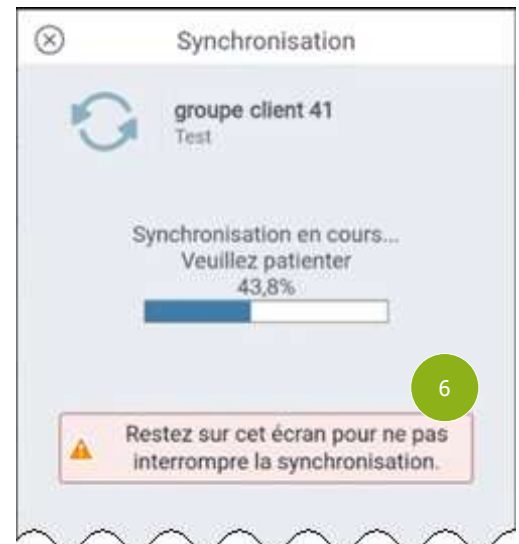 Synchronisation
groupe client 41
Test
Synchronisation en cours...
Veuillez patienter
43,8%
6
Restez sur cet écran pour ne pas
interrompre la synchronisation.